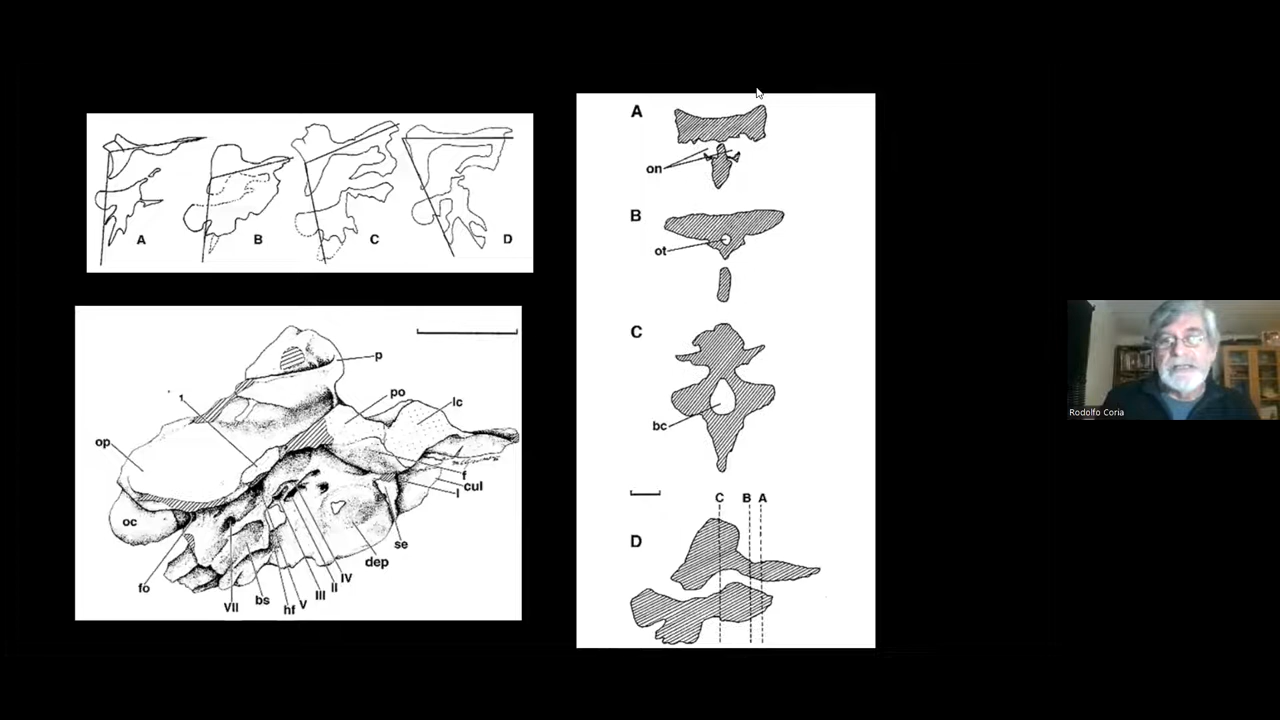 A B C D
p
po
lc
1
op
f
cul
l
oc
se
dep
fo
IV
II
III
VII bs hf V
A
on
B
ot
C
bc
C B A
D
Rodolfo Coria